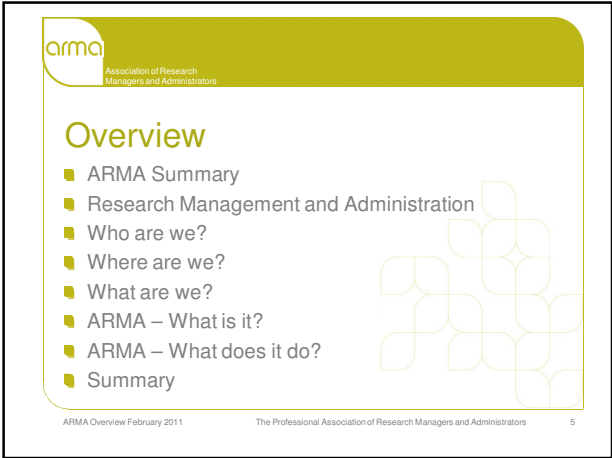 arma
Association of Research
Managers and Administrators
Overview
ARMA Summary
Research Management and Administration
Who are we?
Where are we?
What are we?
ARMA – What is it?
ARMA – What does it do?
Summary
ARMA Overview February 2011 The Professional Association of Research Managers and Administrators 5